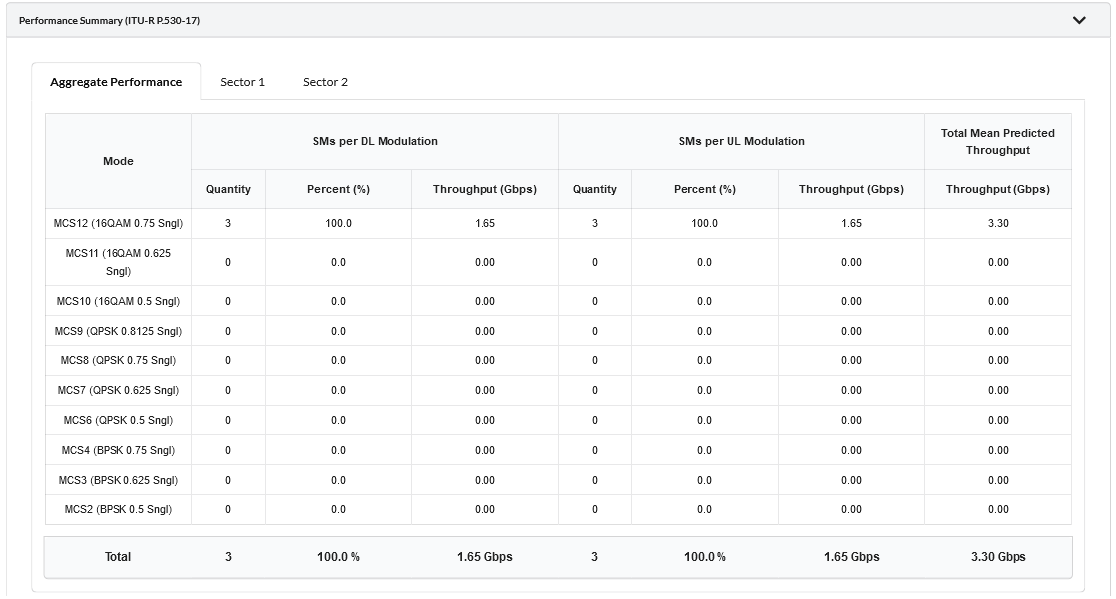 Performance Summary (ITU-R P.530-17)
Aggregate Performance Sector 1 Sector 2
Mode SMs per DL Modulation SMs per UL Modulation Total Mean Predicted Throughput
Quantity Percent (%) Throughput (Gbps) Quantity Percent (%) Throughput (Gbps) Throughput (Gbps)
MCS12 (16QAM 0.75 Sngl) 3 100.0 1.65 3 100.0 1.65 3.30
MCS11 (16QAM 0.625 Sngl) 0 0.0 0.00 0 0.0 0.00 0.00
MCS10 (16QAM 0.5 Sngl) 0 0.0 0.00 0 0.0 0.00 0.00
MCS9 (QPSK 0.8125 Sngl) 0 0.0 0.00 0 0.0 0.00 0.00
MCS8 (QPSK 0.75 Sngl) 0 0.0 0.00 0 0.0 0.00 0.00
MCS7 (QPSK 0.625 Sngl) 0 0.0 0.00 0 0.0 0.00 0.00
MCS6 (QPSK 0.5 Sngl) 0 0.0 0.00 0 0.0 0.00 0.00
MCS4 (BPSK 0.75 Sngl) 0 0.0 0.00 0 0.0 0.00 0.00
MCS3 (BPSK 0.625 Sngl) 0 0.0 0.00 0 0.0 0.00 0.00
MCS2 (BPSK 0.5 Sngl) 0 0.0 0.00 0 0.0 0.00 0.00
Total 3 100.0 % 1.65 Gbps 3 100.0 % 1.65 Gbps 3.30 Gbps